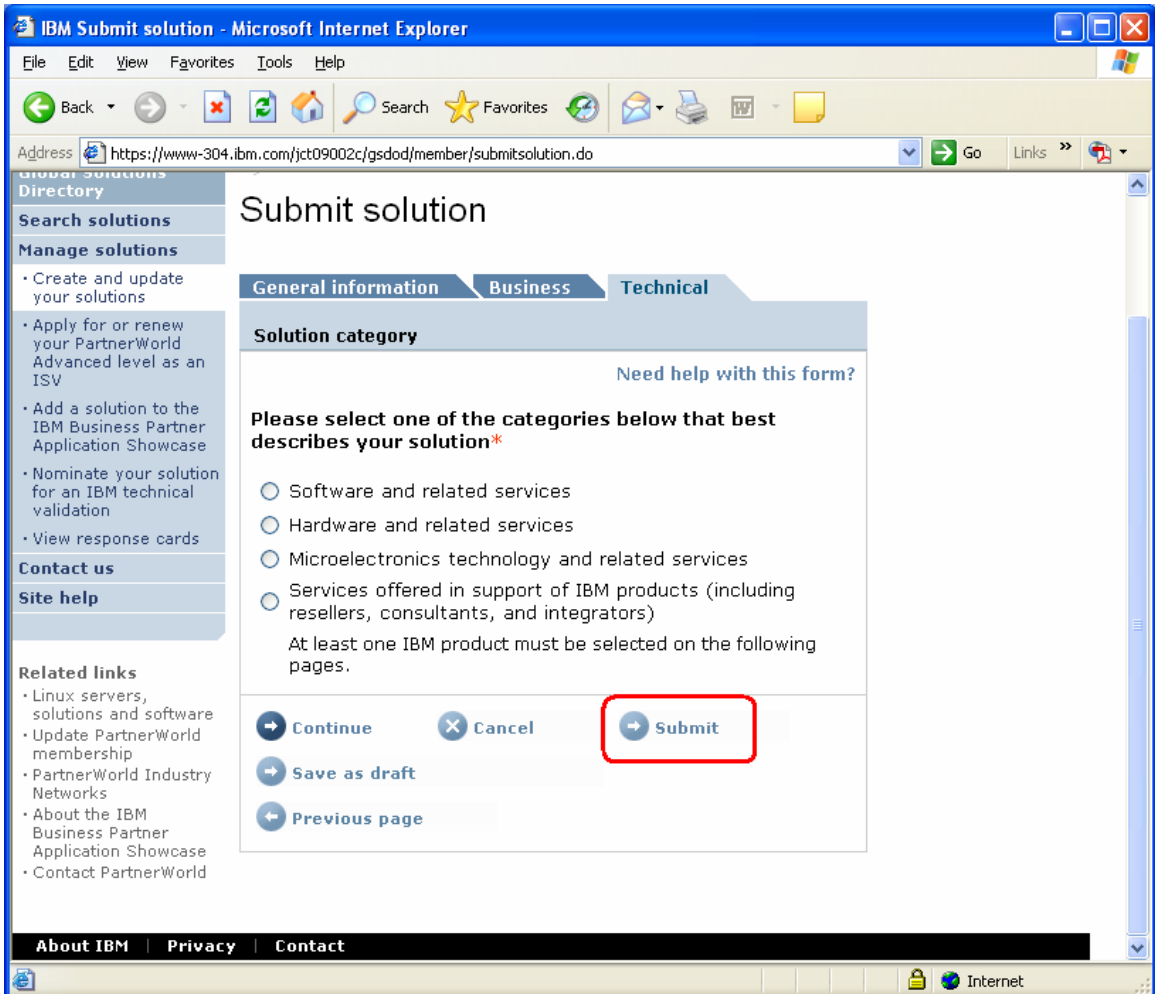 IBM Submit solution - Microsoft Internet Explorer
File Edit View Favorites Tools Help
Back Search Favorites
Address https://www-304.ibm.com/jct09002c/gsdod/member/submitsolution.do Go Links »
Global Solutions
Directory
Search solutions
Manage solutions
· Create and update
your solutions
· Apply for or renew
your PartnerWorld
Advanced level as an
ISV
· Add a solution to the
IBM Business Partner
Application Showcase
· Nominate your solution
for an IBM technical
validation
· View response cards
Contact us
Site help
Related links
· Linux servers,
solutions and software
· Update PartnerWorld
membership
· PartnerWorld Industry
Networks
· About the IBM
Business Partner
Application Showcase
· Contact PartnerWorld
Submit solution
General information Business Technical
Solution category
Need help with this form?
Please select one of the categories below that best
describes your solution*
Software and related services
Hardware and related services
Microelectronics technology and related services
Services offered in support of IBM products (including
resellers, consultants, and integrators)
At least one IBM product must be selected on the following
pages.
Continue Cancel Submit
Save as draft
Previous page
About IBM | Privacy | Contact
Internet